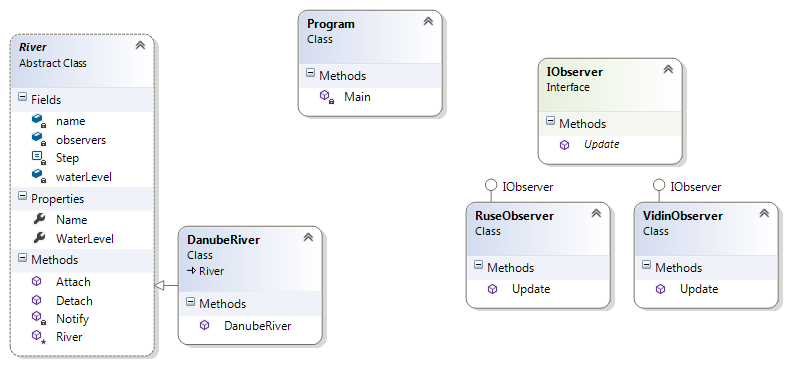 River
Abstract Class
Fields
name
observers
Step
waterLevel
Properties
Name
WaterLevel
Methods
Attach
Detach
Notify
River
DanubeRiver
Class
River
Methods
DanubeRiver
Program
Class
Methods
Main
IObserver
Interface
Methods
Update
IObserver
RuseObserver
Class
Methods
Update
IObserver
VidinObserver
Class
Methods
Update